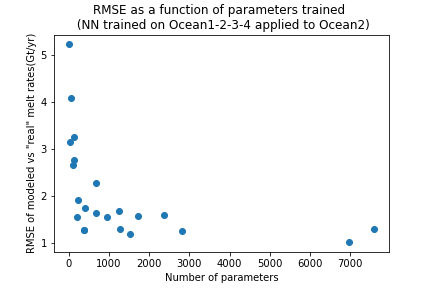 RMSE as a function of parameters trained
(NN trained on Ocean1-2-3-4 applied to Ocean2)
RMSE of modeled vs "real" melt rates(Gt/yr)
5
4
3
2
1
0 1000 2000 3000 4000 5000 6000 7000
Number of parameters